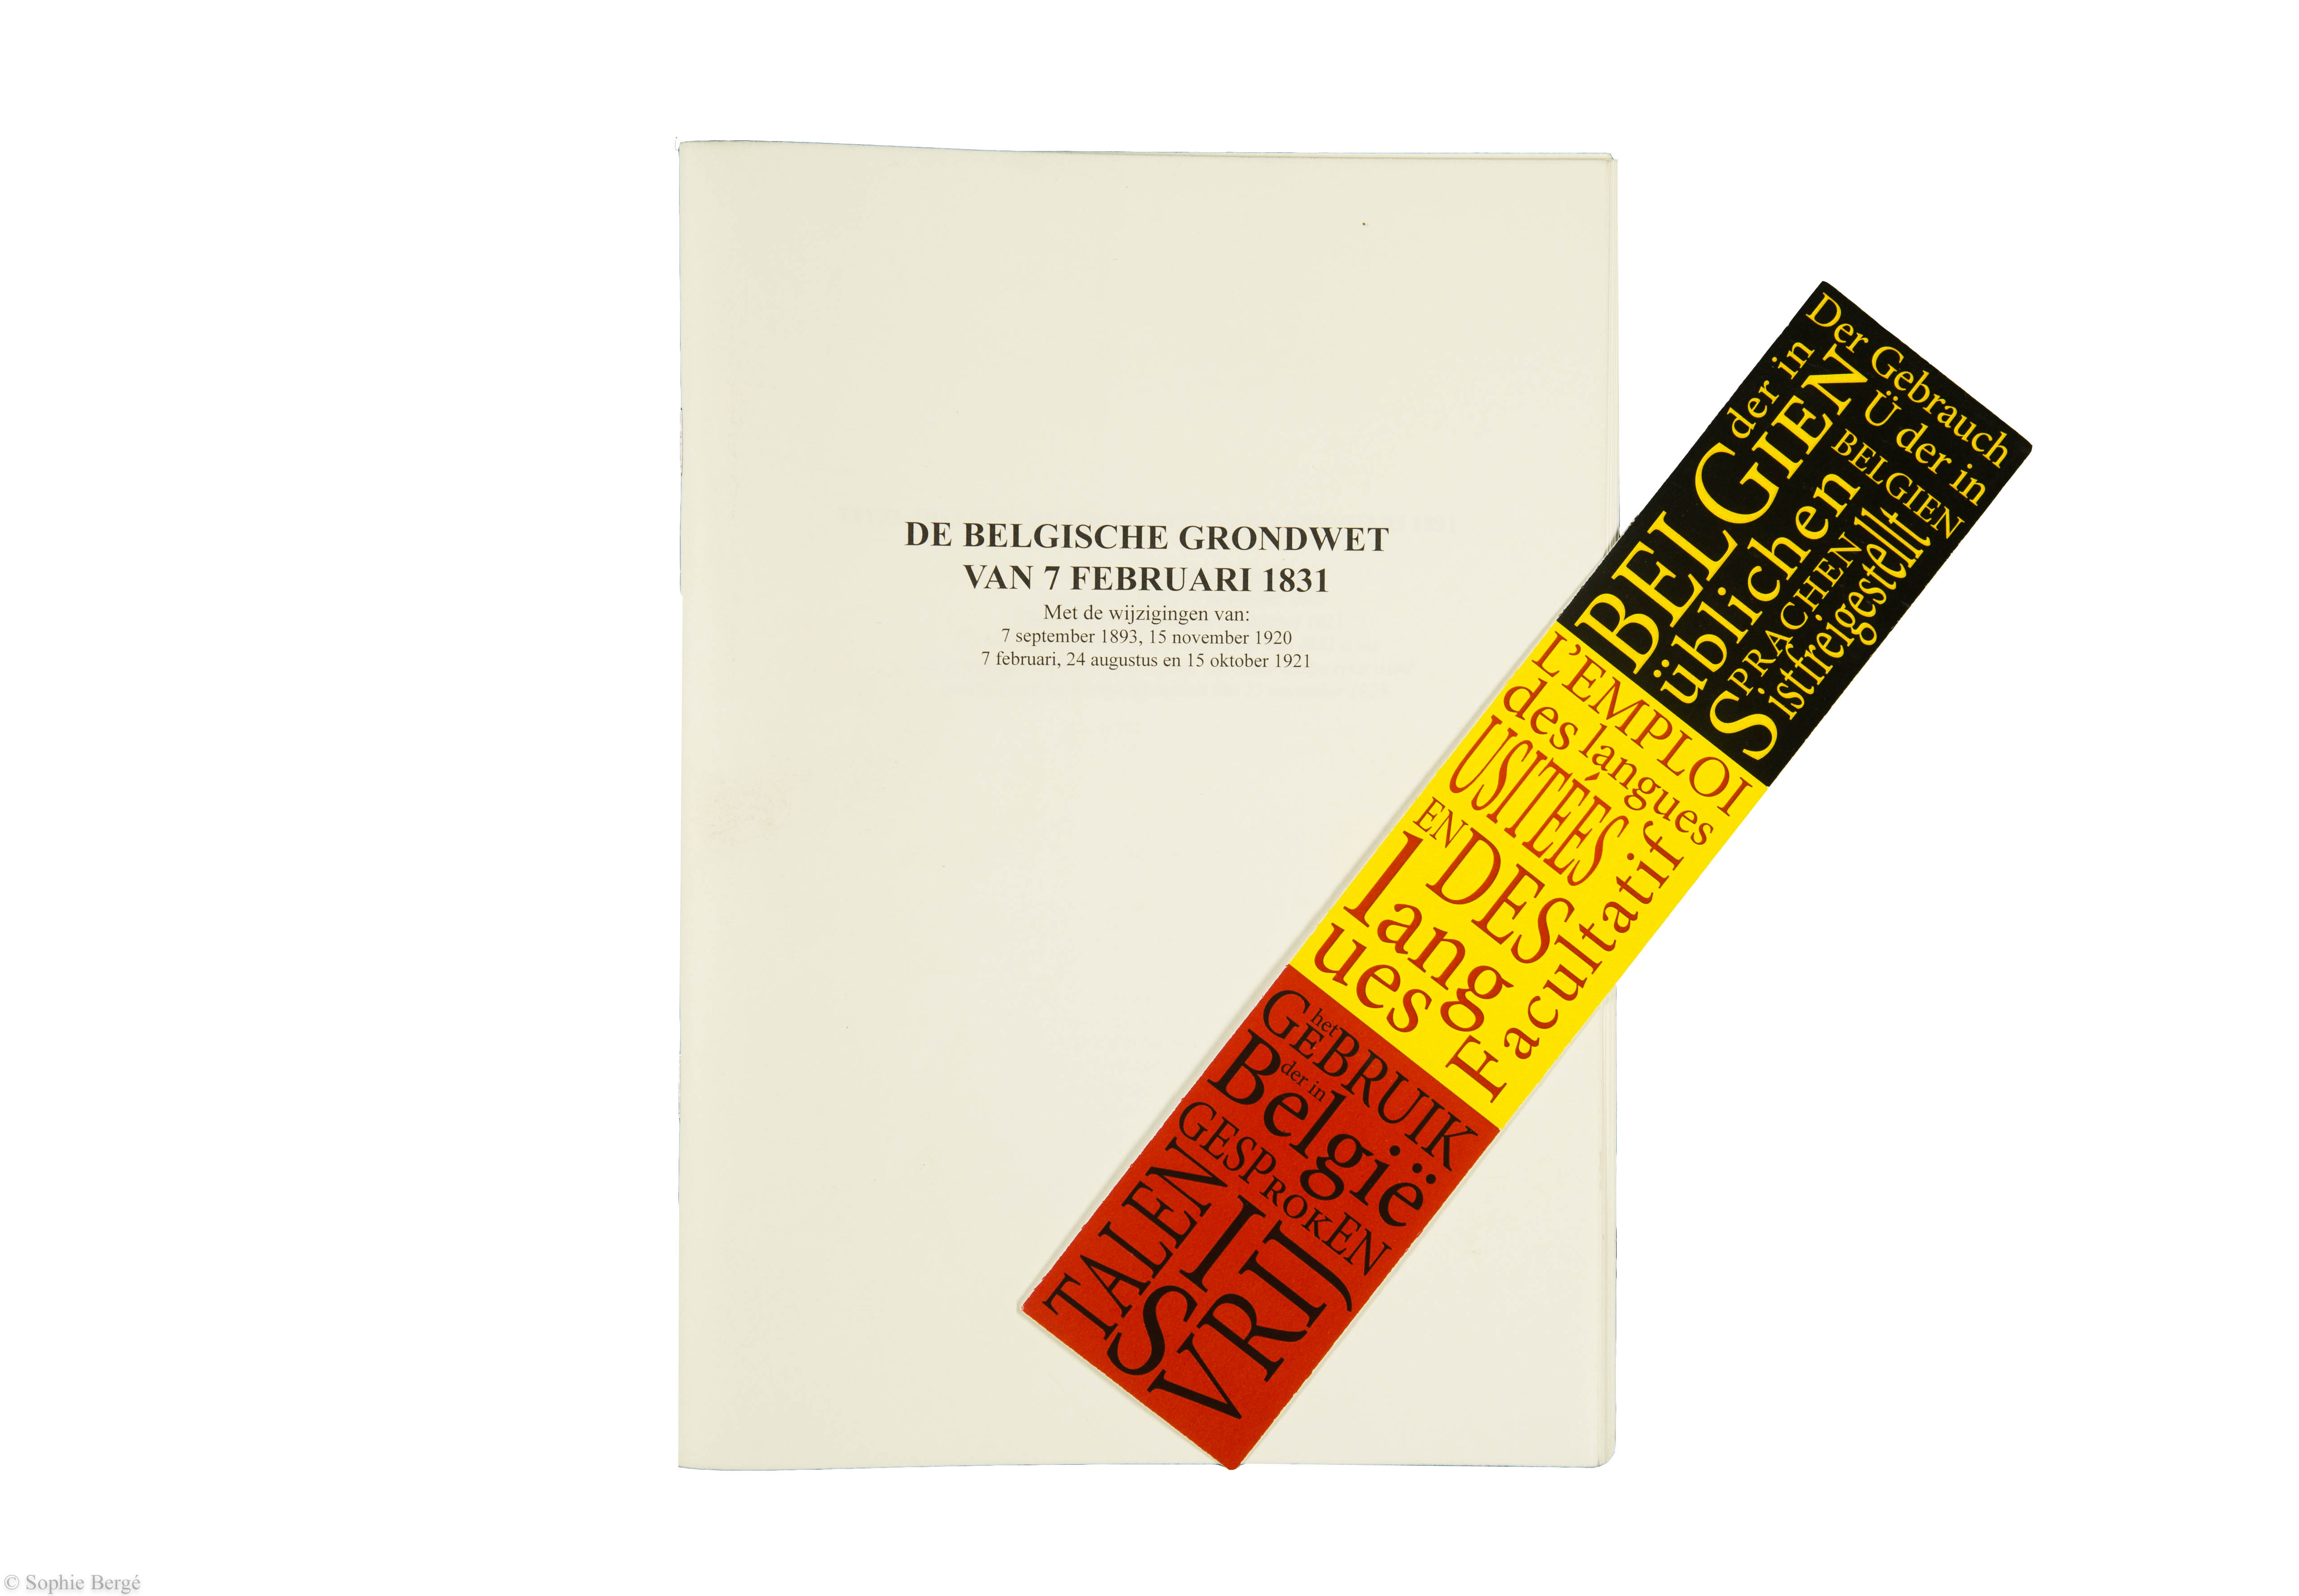 DE BELGISCHE GRONDWET
VAN 7 FEBRUARI 1831
Met de wijzigingen van:
7 september 1893, 15 november 1920
7 februari, 24 augustus en 15 oktober 1921
Der Gebrauch
Ü der in
BELGIEN
der in
BELGIEN
üblichen
SPRACHEN
istfreigestellt
L'EMPLOI
des langues
USITÉES
EN DES
lang
ues
Facultatif
het
GEBRUIK
der in
België
GESPROKEN
TALEN
IS
VRIJ
© Sophie Bergé